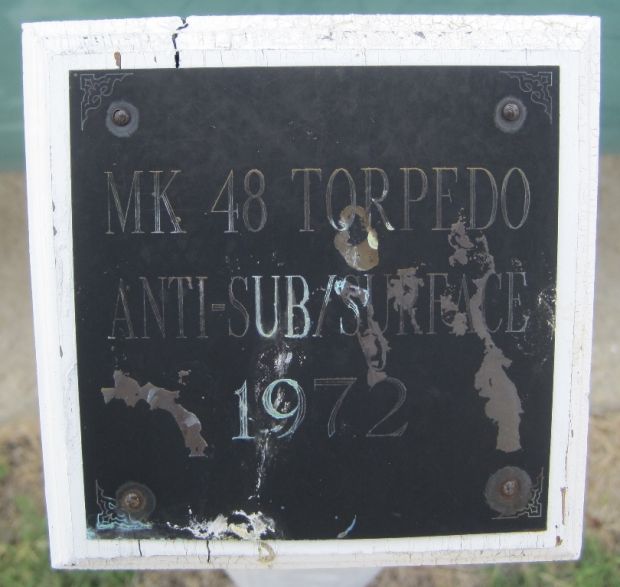 MK 48 TORPEDO
ANTI-SUB/SURFACE
1972